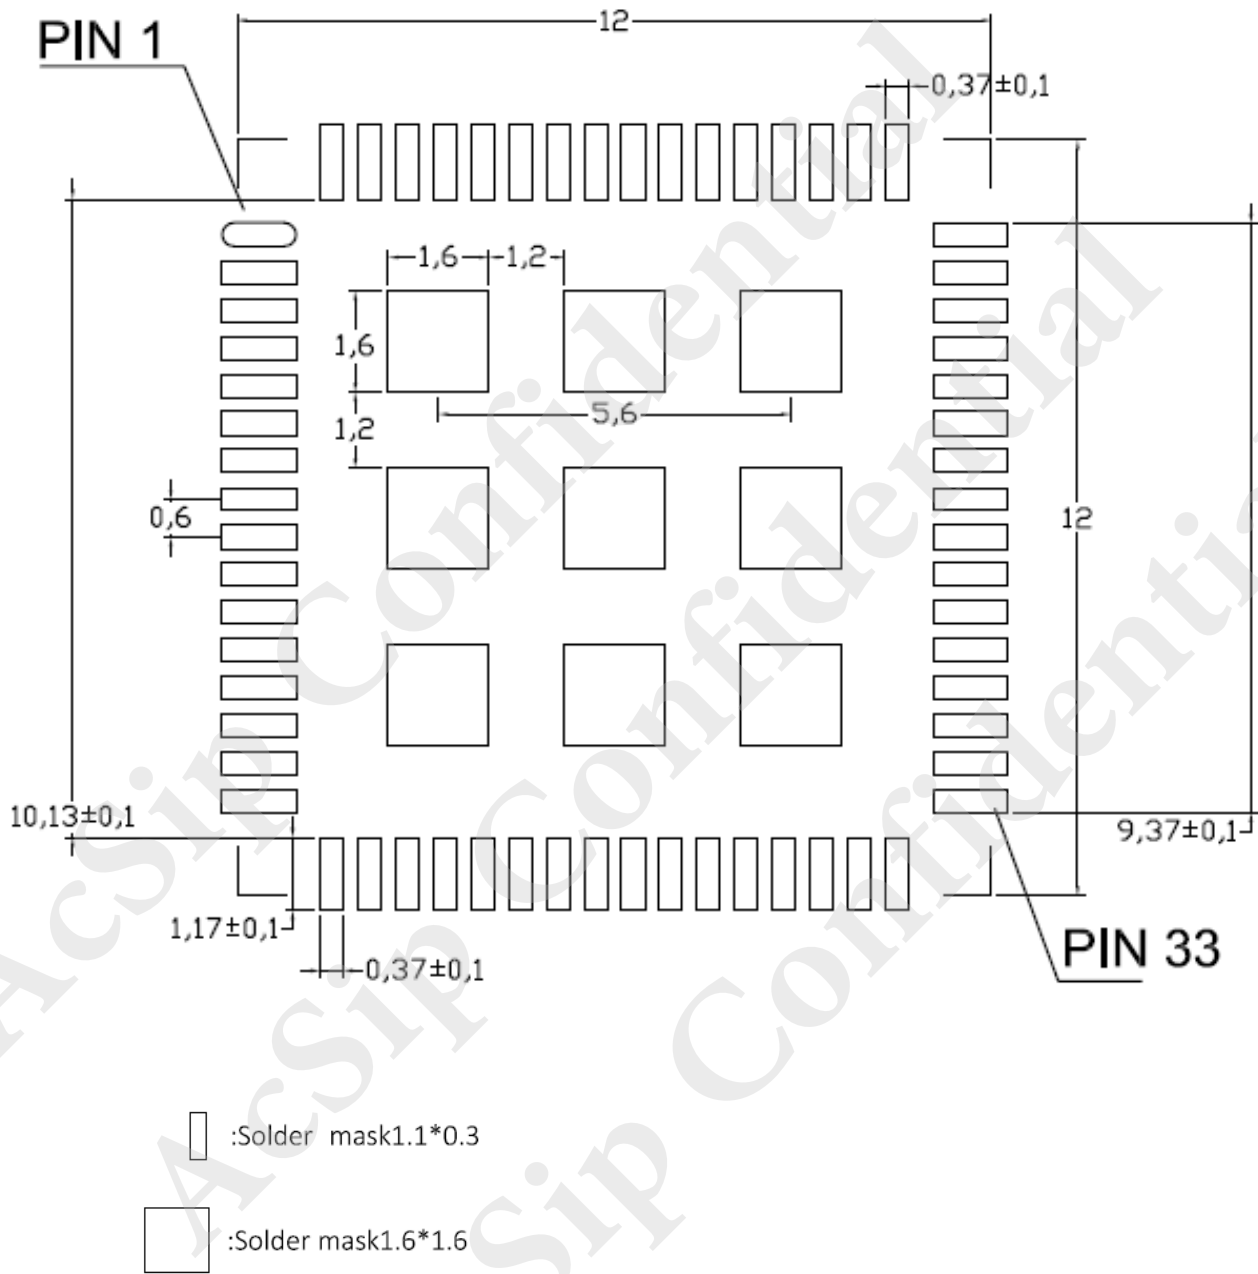 12
PIN 1
0,37±0,1
1,6
1,2
1,6
5,6
1,2
0,6
12
10,13±0,1
9,37±0,1
1,17±0,1
0,37±0,1
PIN 33
:Solder mask1.1*0.3
:Solder mask1.6*1.6
AcSip Confidential
AcSip Confidential
Sip Confidential